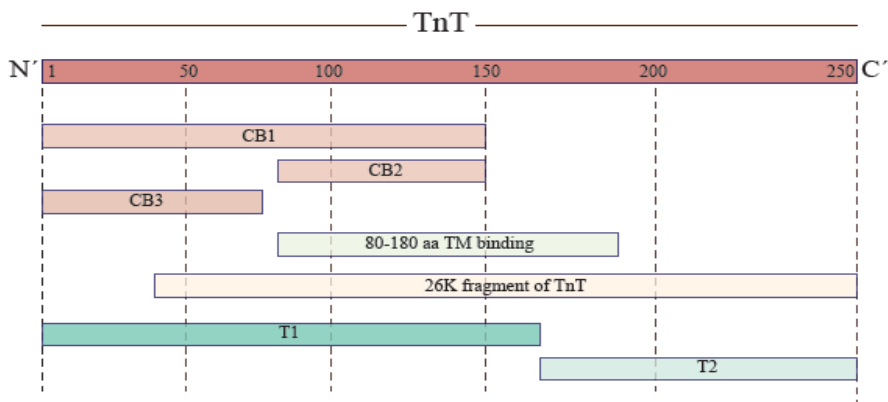 TnT
N´ 1 50 100 150 200 250 C´
CB1
CB2
CB3
80-180 aa TM binding
26K fragment of TnT
T1
T2